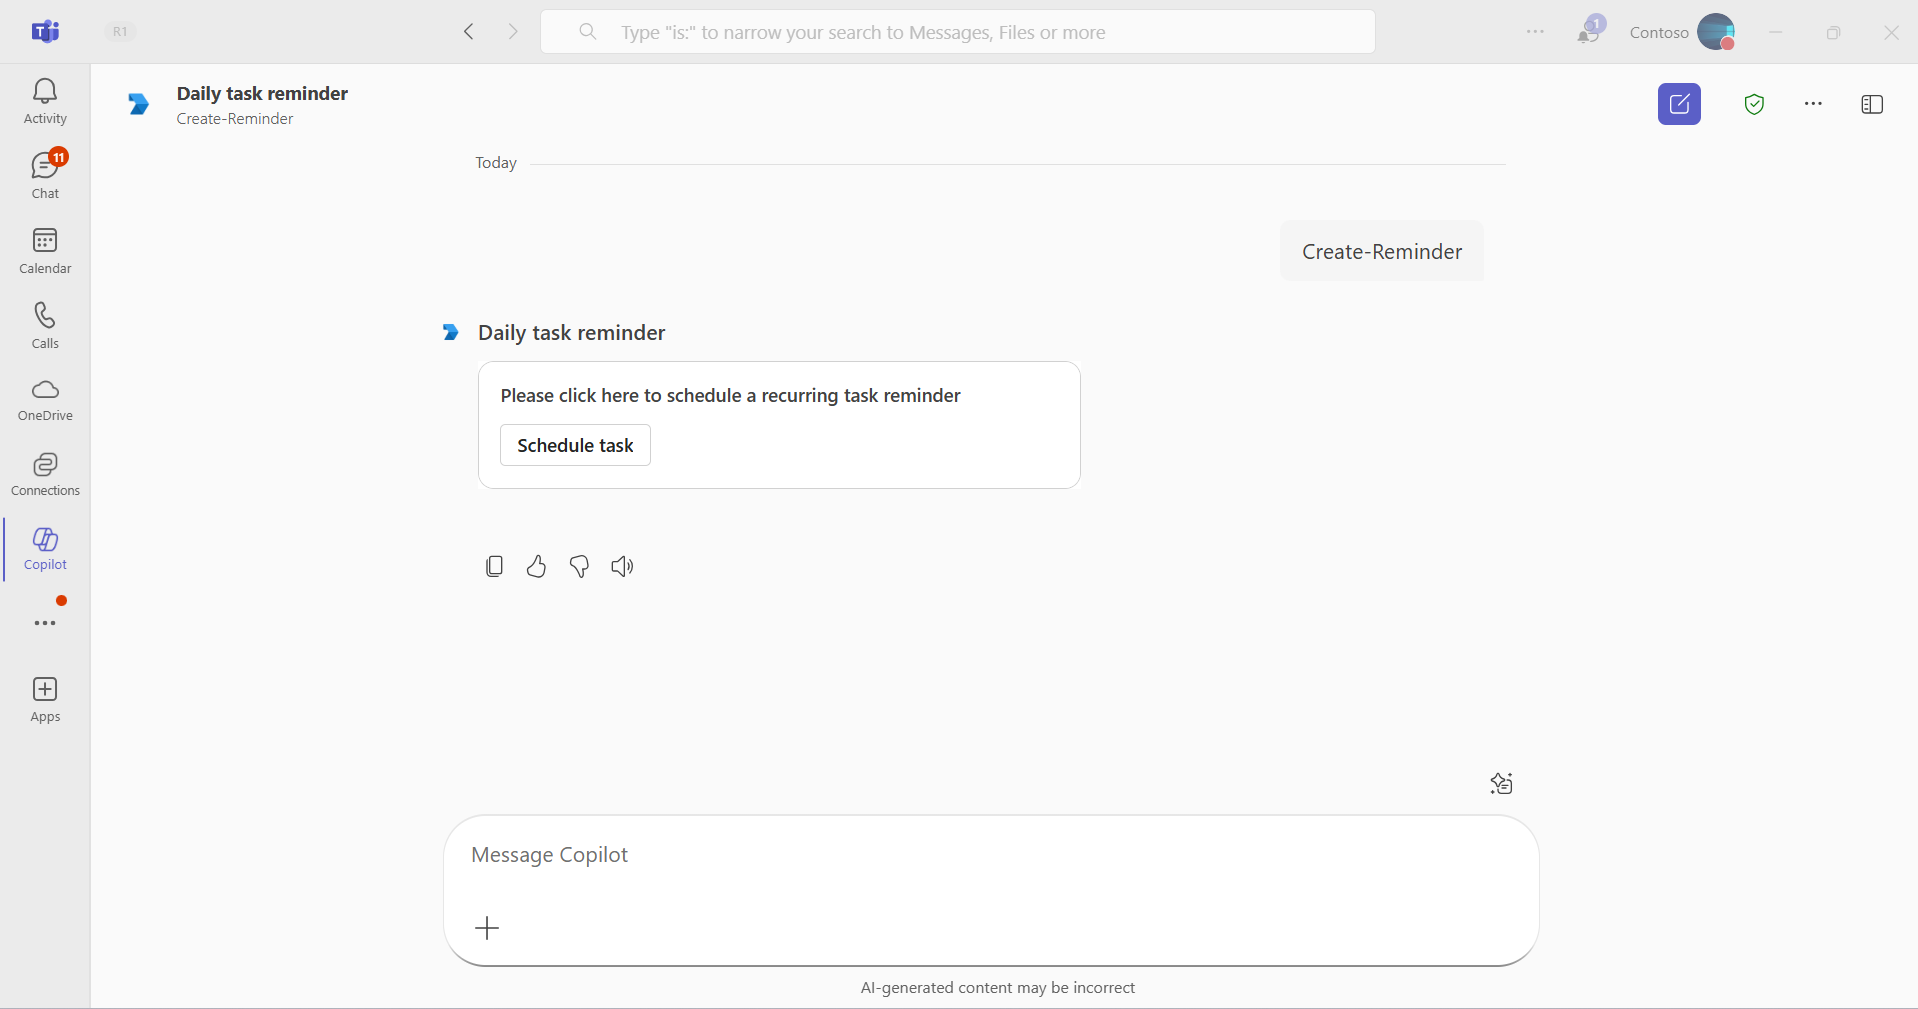 R1
Type "is:" to narrow your search to Messages, Files or more
1
Contoso
Activity
11
Chat
Calendar
Calls
OneDrive
Connections
Copilot
Apps
Daily task reminder
Create-Reminder
Today
Create-Reminder
Daily task reminder
Please click here to schedule a recurring task reminder
Schedule task
Message Copilot
AI-generated content may be incorrect